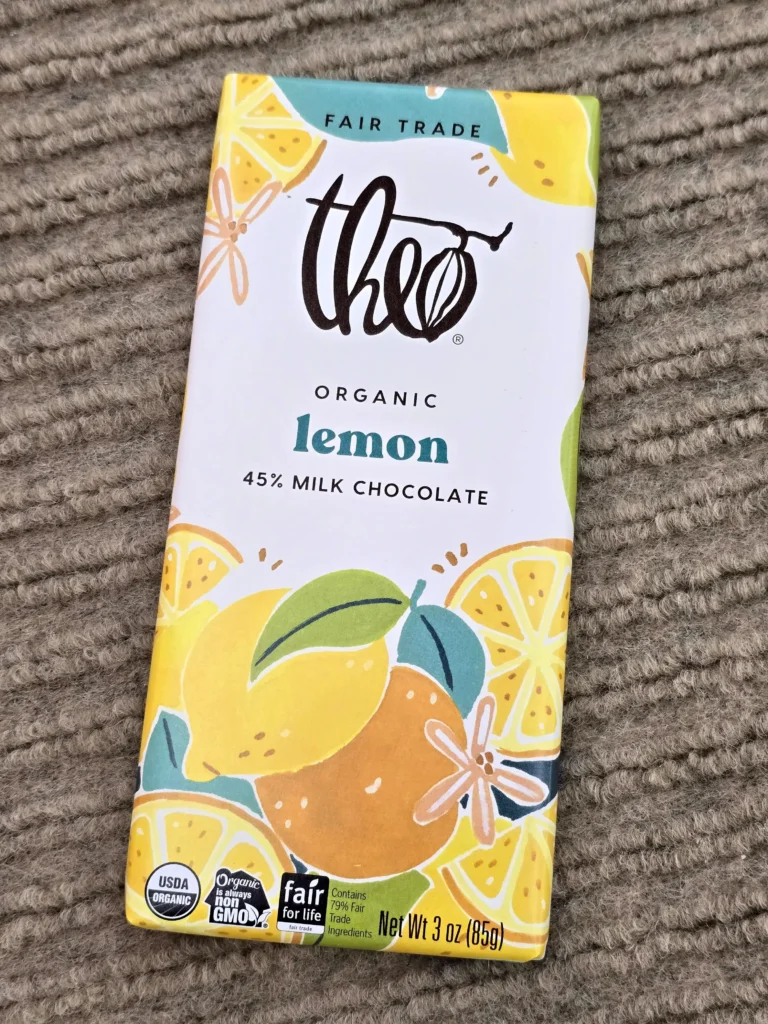 FAIR TRADE
theo®
ORGANIC
lemon
45% MILK CHOCOLATE
USDA
ORGANIC
Organic
is always
non
GMO
fair
for life
fair trade
Contains
79% Fair
Trade
Ingredients
Net Wt 3 oz (85g)